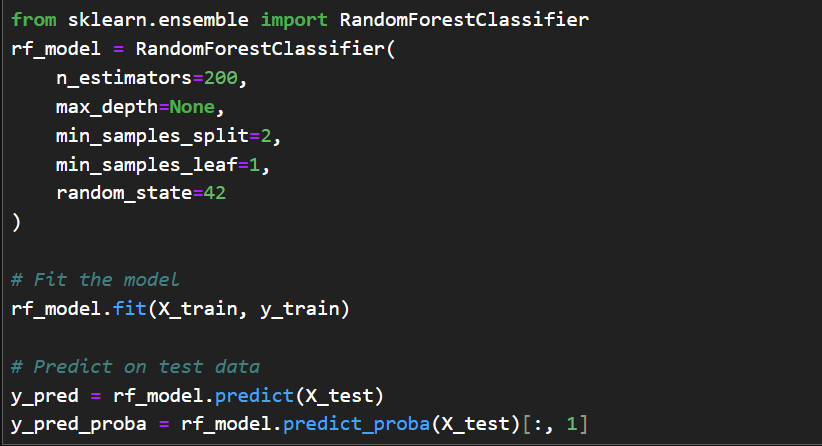 from sklearn.ensemble import RandomForestClassifier
rf_model = RandomForestClassifier(
    n_estimators=200,
    max_depth=None,
    min_samples_split=2,
    min_samples_leaf=1,
    random_state=42
)

# Fit the model
rf_model.fit(X_train, y_train)

# Predict on test data
y_pred = rf_model.predict(X_test)
y_pred_proba = rf_model.predict_proba(X_test)[:, 1]